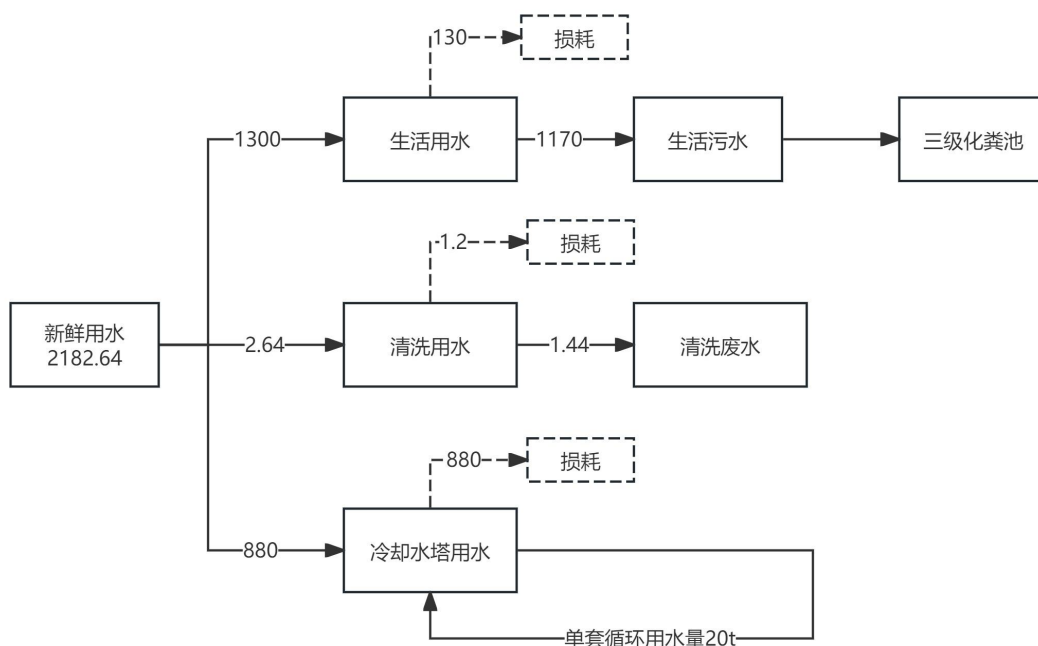 130
损耗
1300
生活用水
1170
生活污水
三级化粪池
1.2
损耗
新鲜用水
2182.64
2.64
清洗用水
1.44
清洗废水
880
损耗
880
冷却水塔用水
单套循环用水量20t